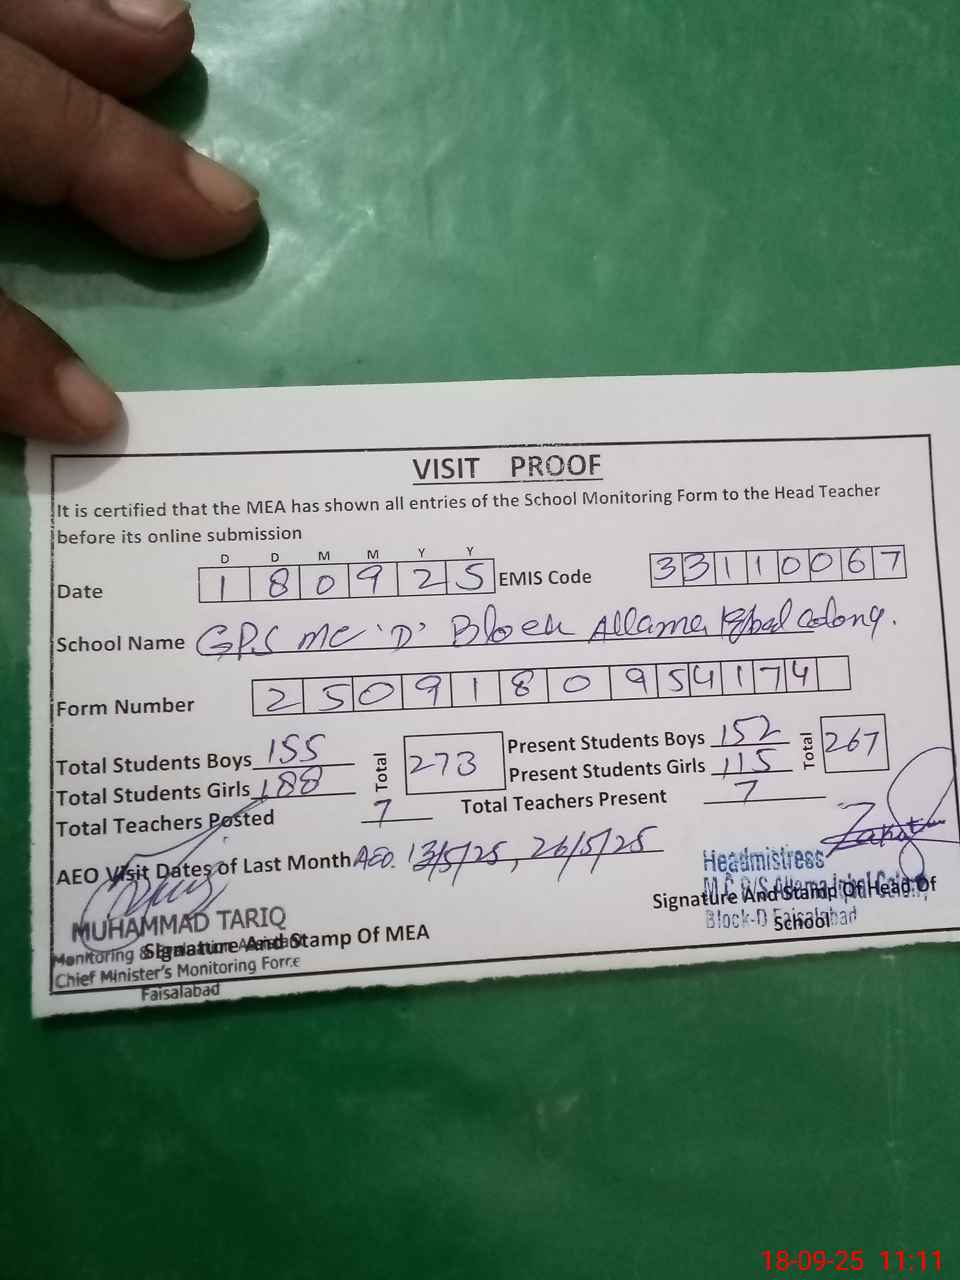 VISIT PROOF
It is certified that the MEA has shown all entries of the School Monitoring Form to the Head Teacher
before its online submission
D D M M Y Y
Date 1 8 0 9 2 5 EMIS Code 3 3 1 1 0 0 6 7
School Name GPS MC 'D' Block Allama Iqbal Colony.
Form Number 2 5 0 9 1 8 0 9 5 4 1 7 4
Total Students Boys 155 Total 273 Present Students Boys 152 Total 267
Total Students Girls 188 Present Students Girls 115
Total Teachers Posted 7 Total Teachers Present 7
AEO Visit Dates of Last Month AEO. 13/5/25, 26/5/25
Headmistress
M.C P/S Allama Iqbal Colony,
Block-D Faisalabad
Signature And Stamp Of Head Of
School
MUHAMMAD TARIQ
Monitoring & Evaluation Assistant
Chief Minister's Monitoring Force
Faisalabad
Signature And Stamp Of MEA
18-09-25 11:11